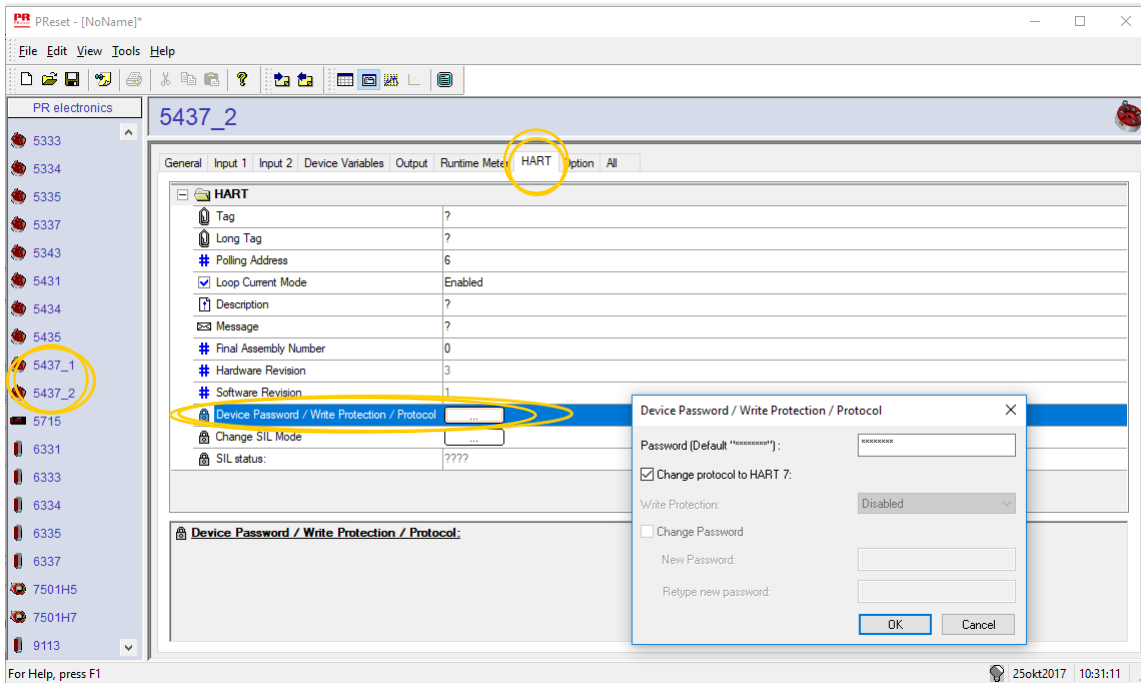 PR PReset - [NoName]*
File Edit View Tools Help
PR electronics
5333
5334
5335
5337
5343
5431
5434
5435
5437_1
5437_2
5715
6331
6333
6334
6335
6337
7501H5
7501H7
9113
5437_2
General Input 1 Input 2 Device Variables Output Runtime Meter HART Option All
HART
Tag ?
Long Tag ?
# Polling Address 6
Loop Current Mode Enabled
Description ?
Message ?
# Final Assembly Number 0
# Hardware Revision 3
# Software Revision 1
Device Password / Write Protection / Protocol ...
Change SIL Mode ...
SIL status: ????
Device Password / Write Protection / Protocol:
Device Password / Write Protection / Protocol
Password (Default "********") : ********
Change protocol to HART 7:
Write Protection: Disabled
Change Password
New Password:
Retype new password:
OK Cancel
For Help, press F1 25okt2017 10:31:11